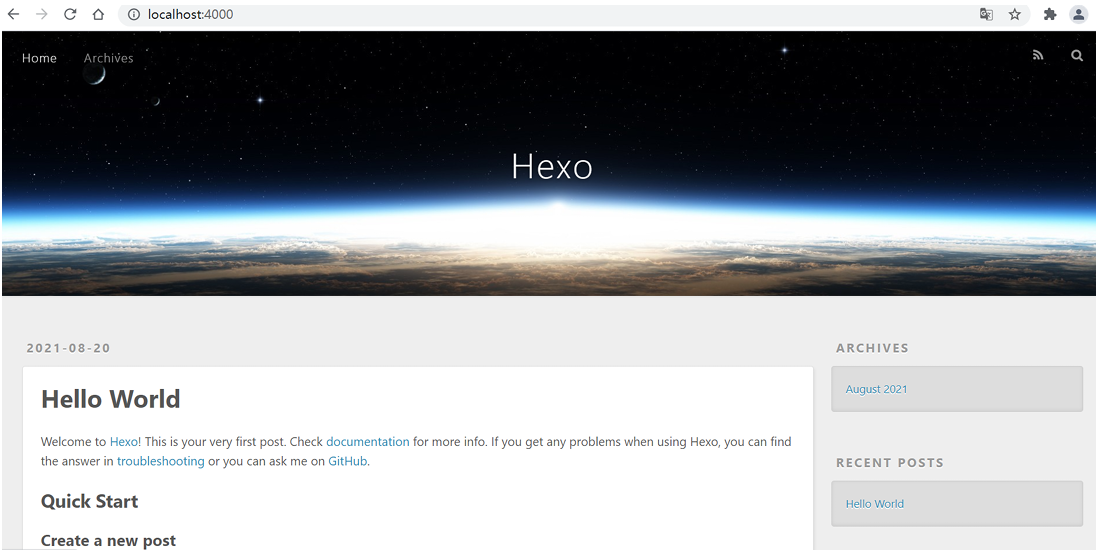 localhost:4000
Home Archives
Hexo
2021-08-20
Hello World
Welcome to Hexo! This is your very first post. Check documentation for more info. If you get any problems when using Hexo, you can find
the answer in troubleshooting or you can ask me on GitHub.
Quick Start
Create a new post
ARCHIVES
August 2021
RECENT POSTS
Hello World